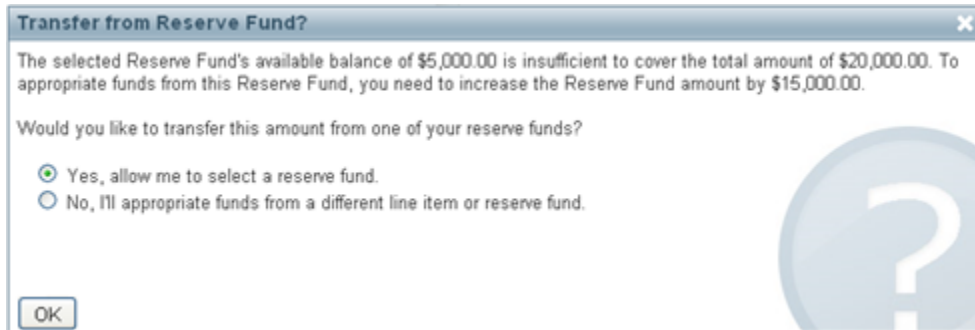 Transfer from Reserve Fund?
The selected Reserve Fund's available balance of $5,000.00 is insufficient to cover the total amount of $20,000.00. To
appropriate funds from this Reserve Fund, you need to increase the Reserve Fund amount by $15,000.00.
Would you like to transfer this amount from one of your reserve funds?
Yes, allow me to select a reserve fund.
No, I'll appropriate funds from a different line item or reserve fund.
OK